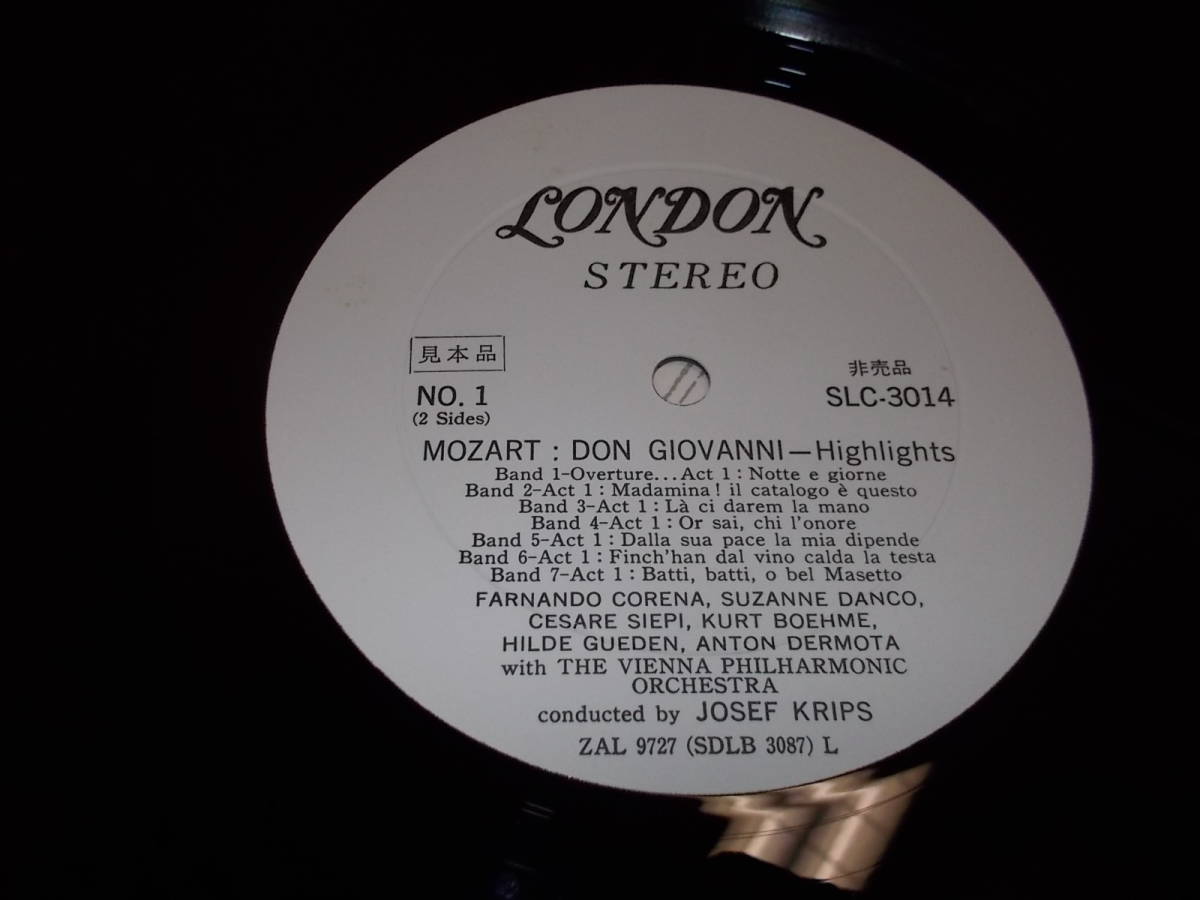 LONDON
STEREO
見本品
非売品
NO. 1
SLC-3014
(2 Sides)
MOZART : DON GIOVANNI—Highlights
Band 1-Overture...Act 1 : Notte e giorne
Band 2-Act 1 : Madamina! il catalogo è questo
Band 3-Act 1 : Là ci darem la mano
Band 4-Act 1 : Or sai, chi l'onore
Band 5-Act 1 : Dalla sua pace la mia dipende
Band 6-Act 1 : Finch'han dal vino calda la testa
Band 7-Act 1 : Batti, batti, o bel Masetto
FARNANDO CORENA, SUZANNE DANCO,
CESARE SIEPI, KURT BOEHME,
HILDE GUEDEN, ANTON DERMOTA
with THE VIENNA PHILHARMONIC
ORCHESTRA
conducted by JOSEF KRIPS
ZAL 9727 (SDLB 3087) L